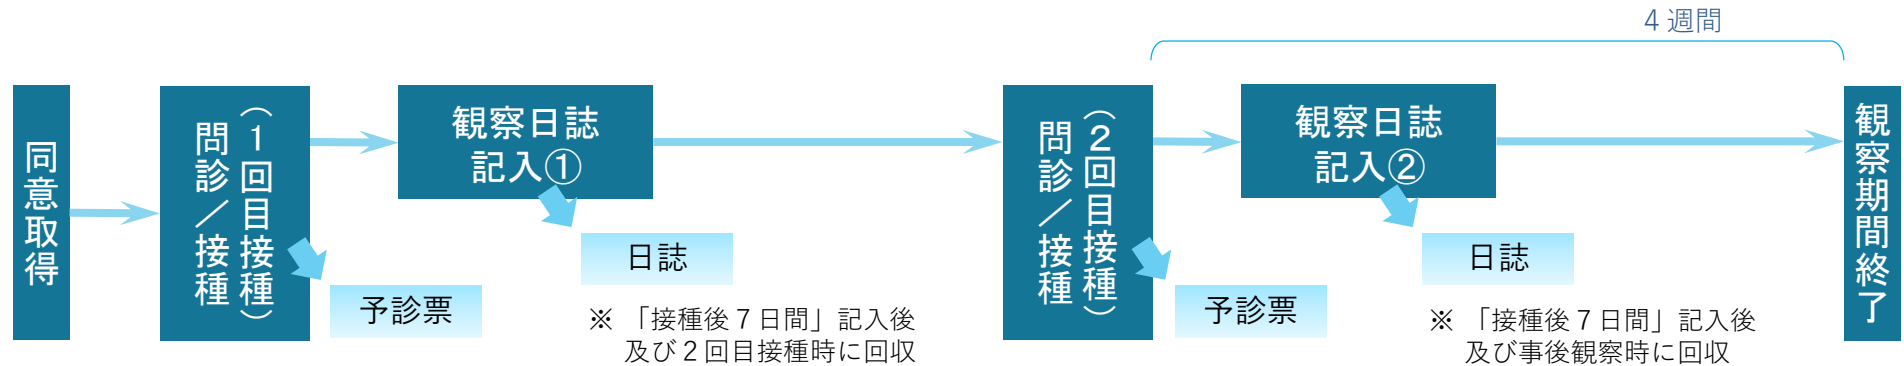 ４週間
同意取得
問診／接種
（１回目接種）
観察日誌
記入①
問診／接種
（２回目接種）
観察日誌
記入②
観察期間終了
予診票
日誌
※ 「接種後７日間」記入後
及び２回目接種時に回収
予診票
日誌
※ 「接種後７日間」記入後
及び事後観察時に回収